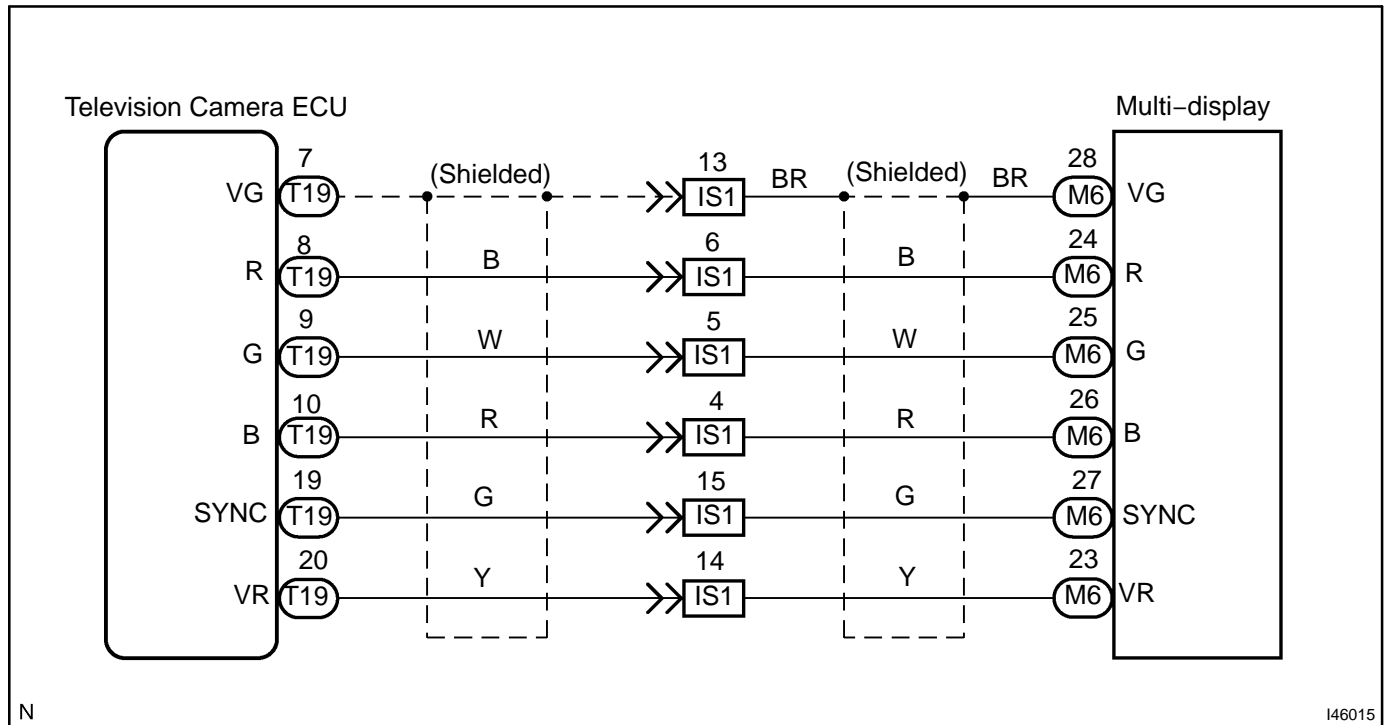 Television Camera ECU
Multi−display
7
(Shielded)
13
(Shielded)
28
VG T19 IS1 BR BR M6 VG
8
6
24
R T19 B IS1 B M6 R
9
5
25
G T19 W IS1 W M6 G
10
4
26
B T19 R IS1 R M6 B
19
15
27
SYNC T19 G IS1 G M6 SYNC
20
14
23
VR T19 Y IS1 Y M6 VR
N
I46015